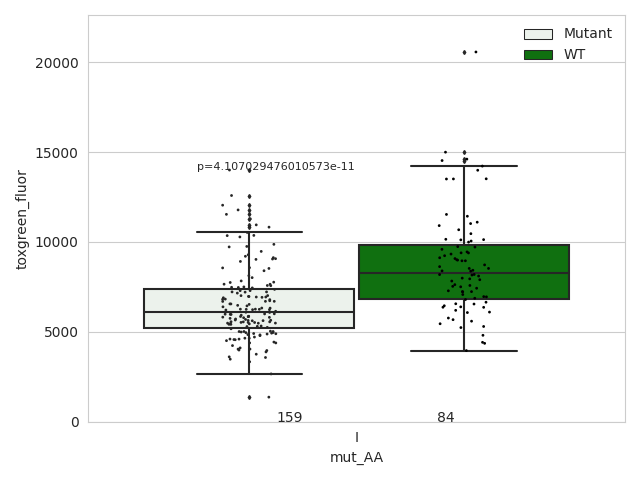 Mutant
WT
20000
15000
10000
5000
0
toxgreen_fluor
p=4.107029476010573e-11
159
84
I
mut_AA